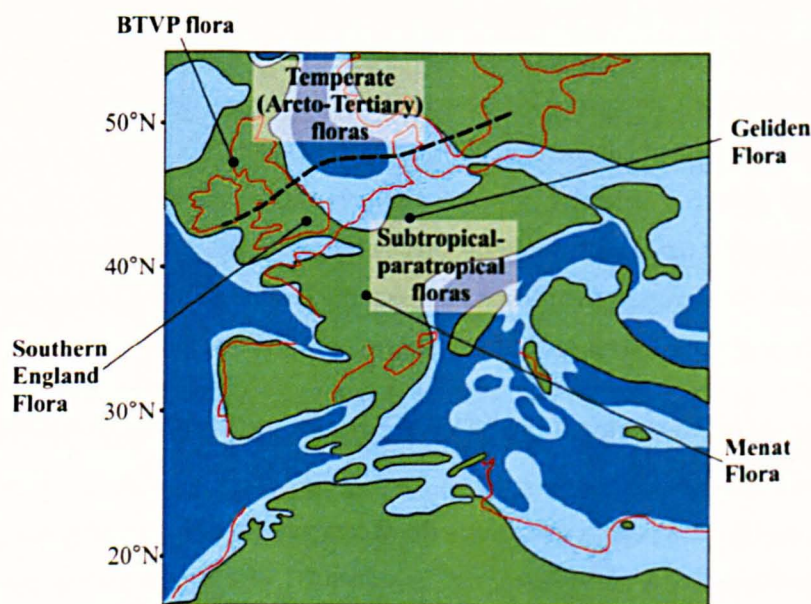 BTVP flora
Temperate
(Arcto-Tertiary)
floras
50°N
Geliden
Flora
Subtropical-
paratropical
floras
40°N
Southern
England
Flora
30°N
Menat
Flora
20°N